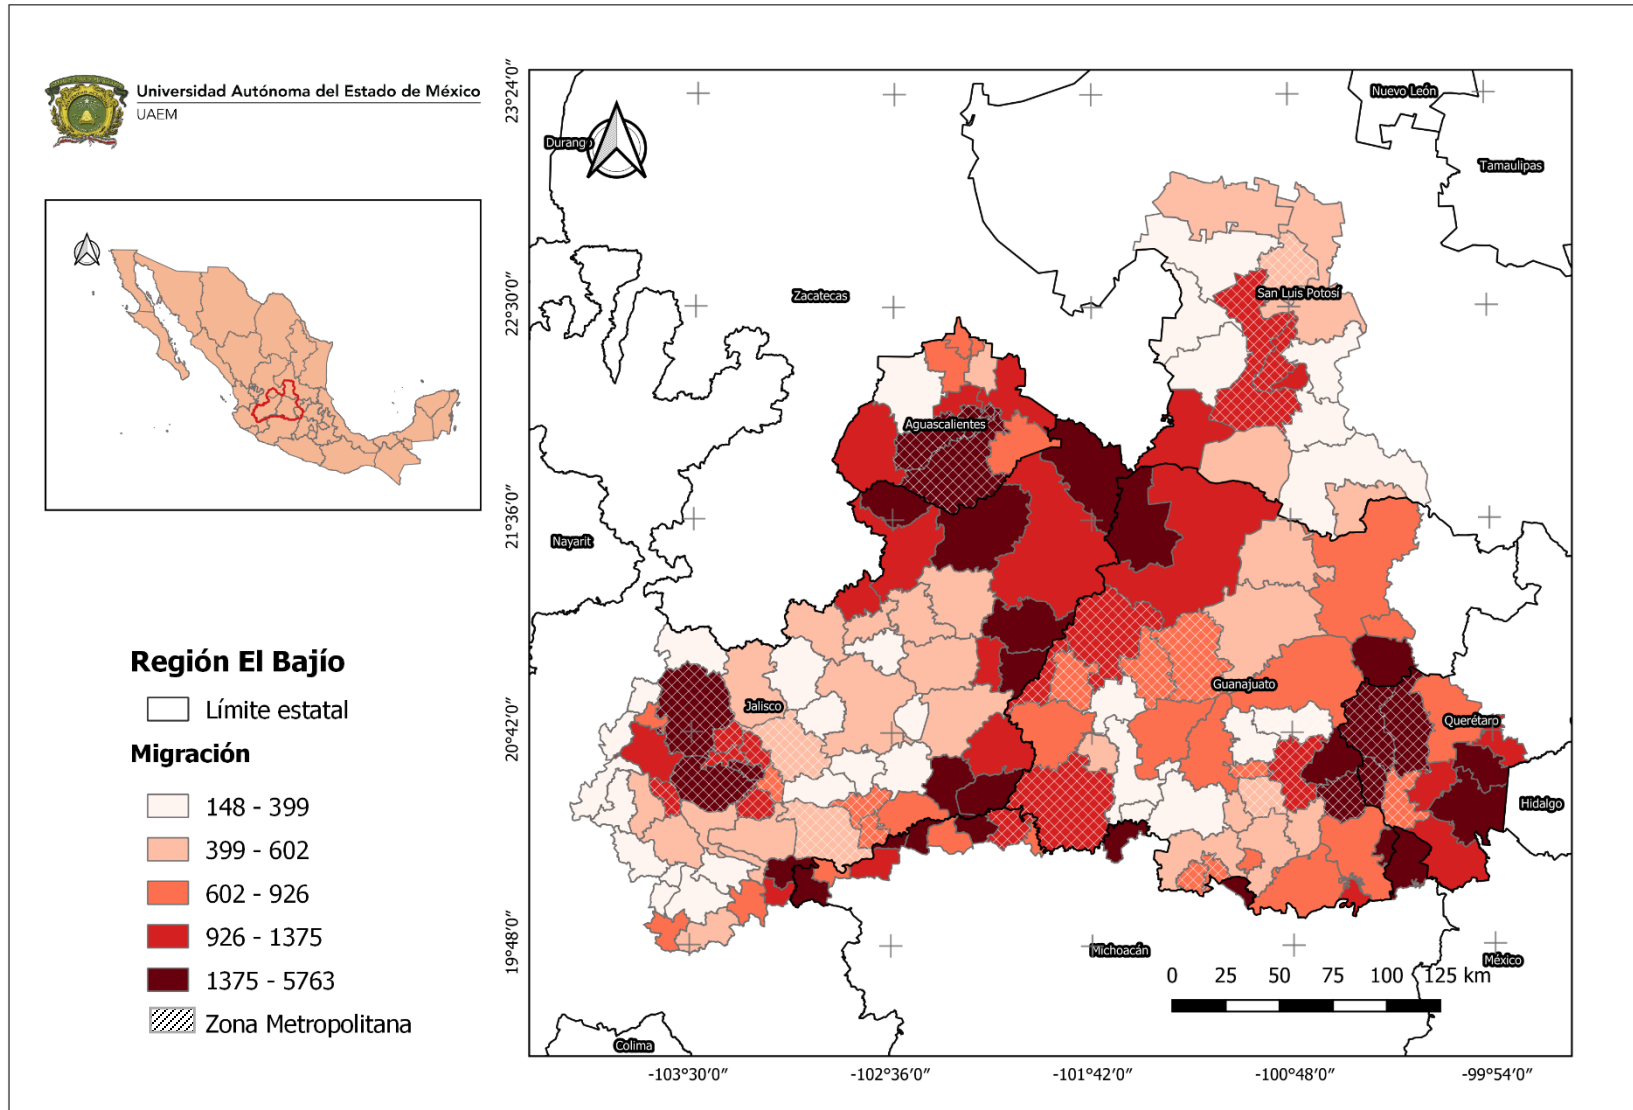 Universidad Autónoma del Estado de México
UAEM
Región El Bajío
Límite estatal
Migración
148 - 399
399 - 602
602 - 926
926 - 1375
1375 - 5763
Zona Metropolitana
23°24'0"
22°30'0"
21°36'0"
20°42'0"
19°48'0"
Nuevo León
Durango
Tamaulipas
Zacatecas
San Luis Potosí
Aguascalientes
Nayarit
Guanajuato
Jalisco
Querétaro
Hidalgo
Michoacán
México
Colima
0 25 50 75 100 125 km
-103°30'0" -102°36'0" -101°42'0" -100°48'0" -99°54'0"